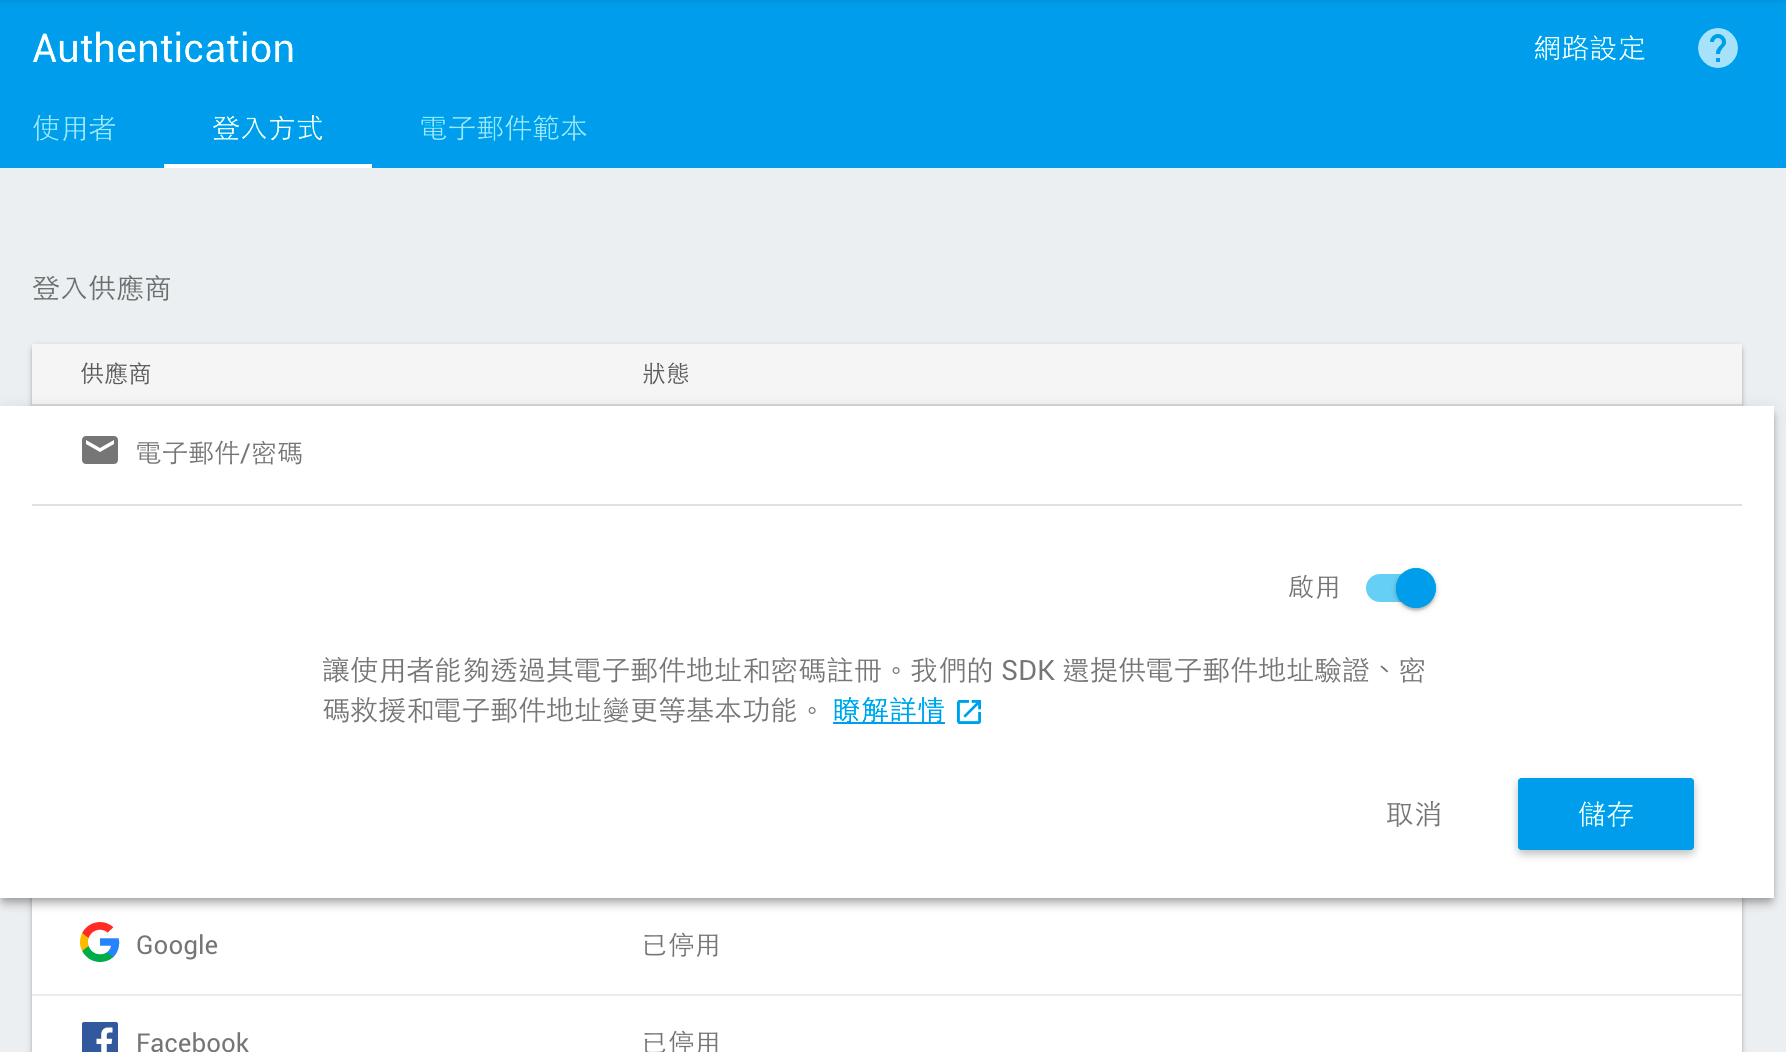 Authentication
網路設定
使用者
登入方式
電子郵件範本
登入供應商
供應商
狀態
電子郵件/密碼
啟用
讓使用者能夠透過其電子郵件地址和密碼註冊。我們的 SDK 還提供電子郵件地址驗證、密
碼救援和電子郵件地址變更等基本功能。 瞭解詳情
取消
儲存
Google
已停用
Facebook
已停用